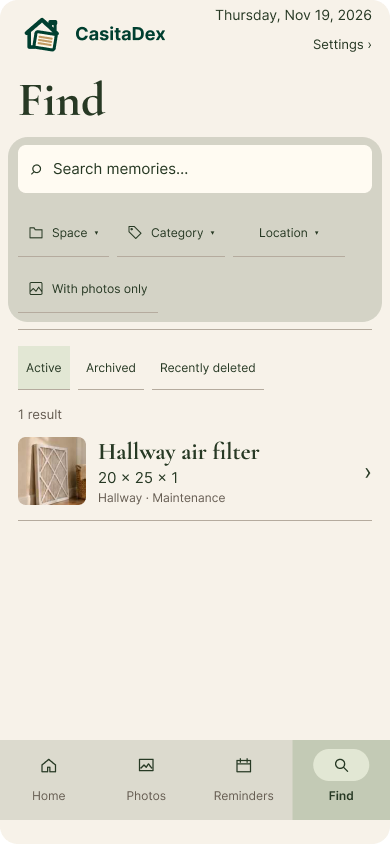 CasitaDex
Thursday, Nov 19, 2026
Settings ›
Find
Search memories...
Space ▾ Category ▾ Location ▾
With photos only
Active Archived Recently deleted
1 result
Hallway air filter
20 × 25 × 1
Hallway · Maintenance
Home Photos Reminders Find